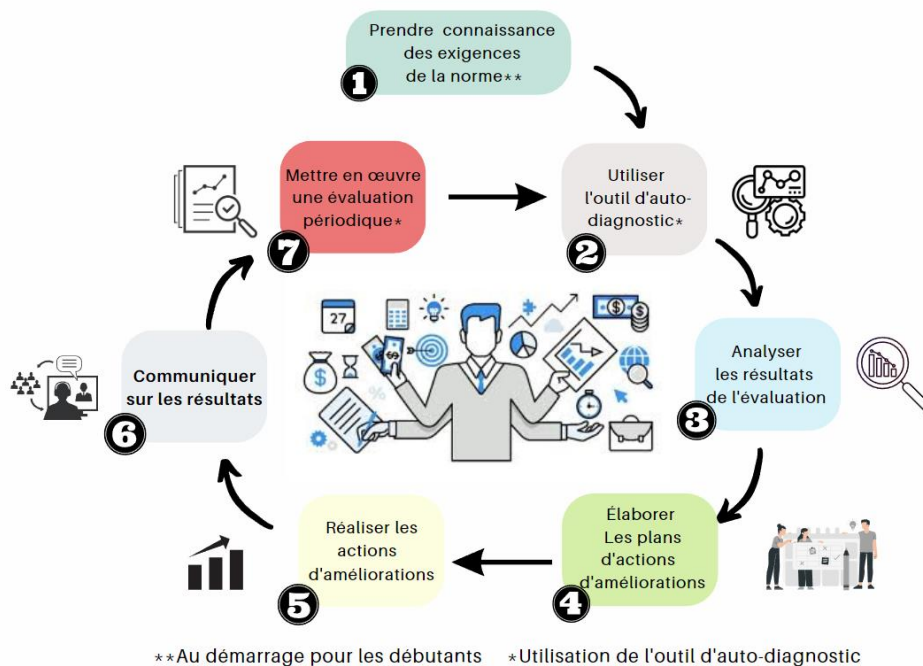 Prendre connaissance
des exigences
de la norme**
1
Utiliser
l'outil d'auto-
diagnostic*
2
Analyser
les résultats
de l'évaluation
3
Élaborer
Les plans
d'actions
d'améliorations
4
Réaliser les
actions
d'améliorations
5
Communiquer
sur les résultats
6
Mettre en œuvre
une évaluation
périodique*
7
27
$
$
$
$
%
**Au démarrage pour les débutants *Utilisation de l'outil d'auto-diagnostic